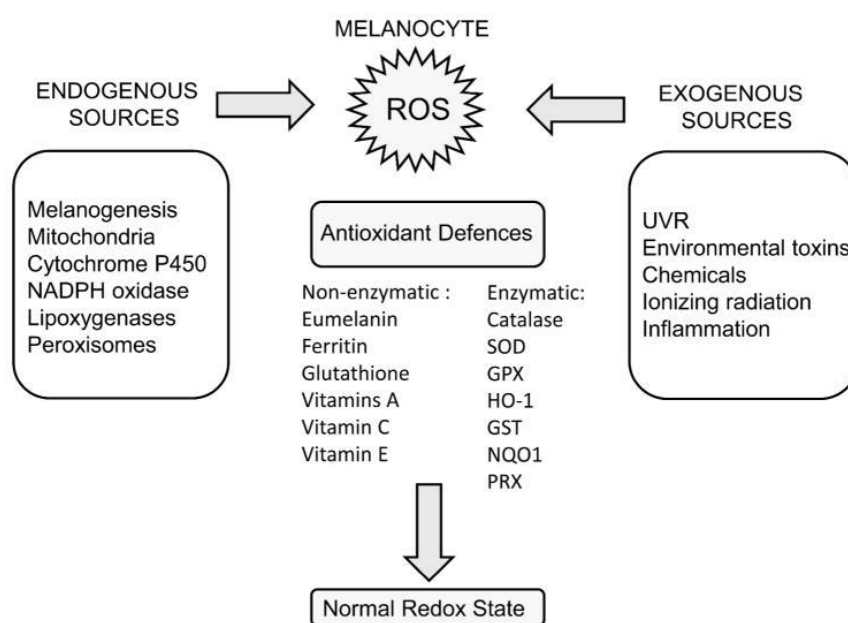 MELANOCYTE
ROS
ENDOGENOUS
SOURCES
Melanogenesis
Mitochondria
Cytochrome P450
NADPH oxidase
Lipoxygenases
Peroxisomes
EXOGENOUS
SOURCES
UVR
Environmental toxins
Chemicals
Ionizing radiation
Inflammation
Antioxidant Defences
Non-enzymatic :
Eumelanin
Ferritin
Glutathione
Vitamins A
Vitamin C
Vitamin E
Enzymatic:
Catalase
SOD
GPX
HO-1
GST
NQO1
PRX
Normal Redox State